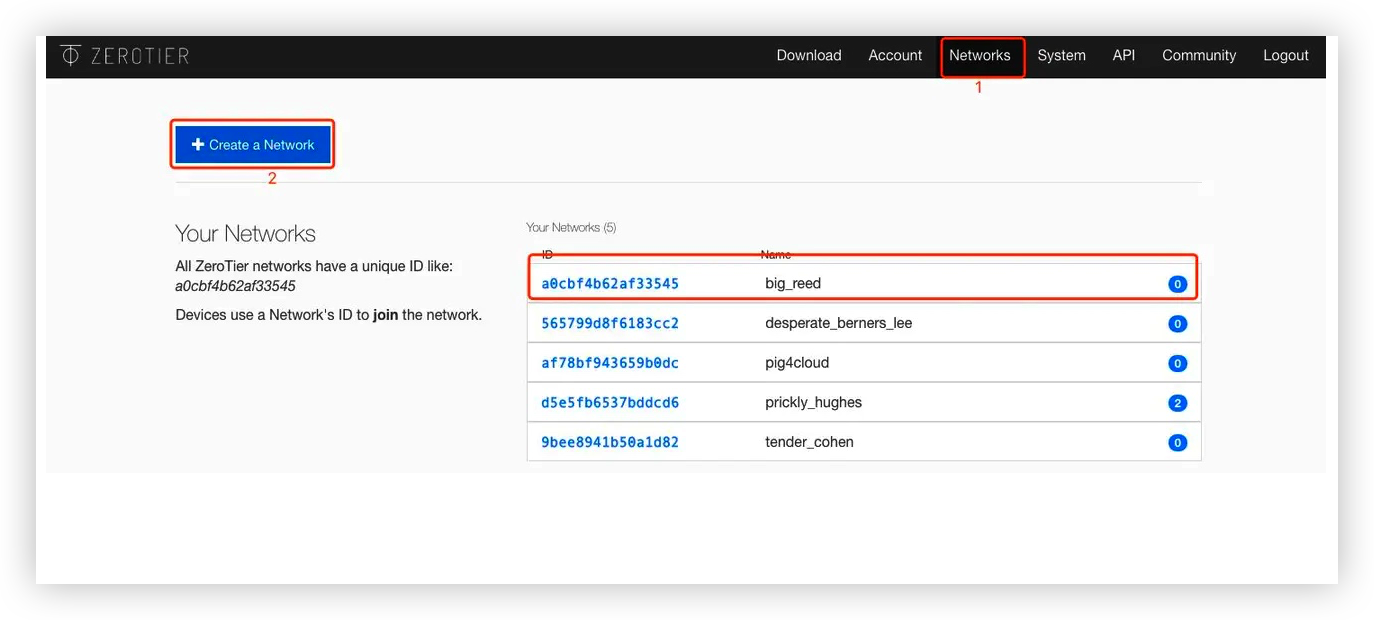 ZEROTIER Download Account Networks System API Community Logout
1
+ Create a Network
2
Your Networks
All ZeroTier networks have a unique ID like:
a0cbf4b62af33545
Devices use a Network's ID to join the network.
Your Networks (5)
ID Name
a0cbf4b62af33545 big_reed 0
565799d8f6183cc2 desperate_berners_lee 0
af78bf943659b0dc pig4cloud 0
d5e5fb6537bddcd6 prickly_hughes 2
9bee8941b50a1d82 tender_cohen 0